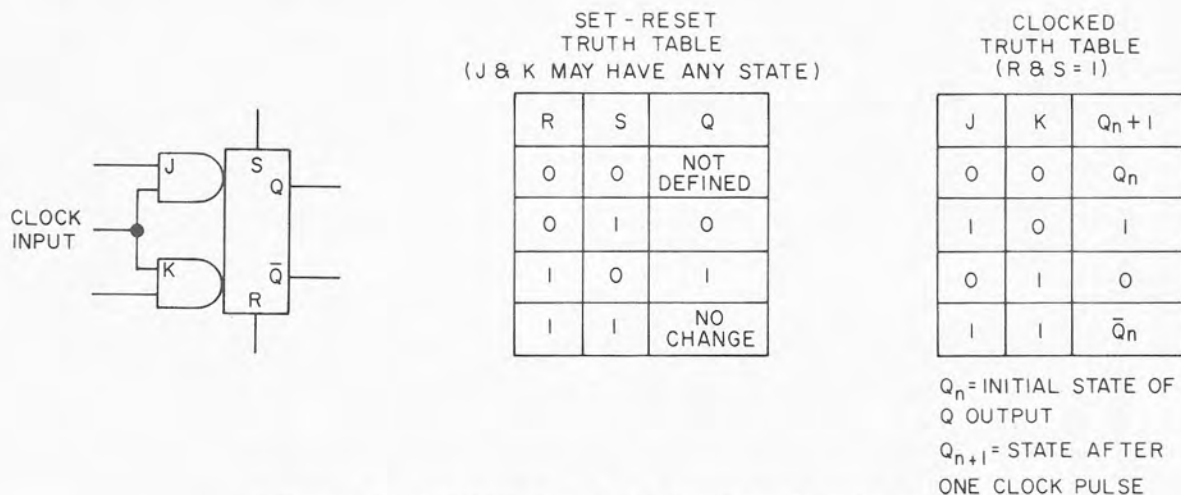 SET - RESET
TRUTH TABLE
(J & K MAY HAVE ANY STATE)
R S Q
0 0 NOT DEFINED
0 1 0
1 0 1
1 1 NO CHANGE
CLOCKED
TRUTH TABLE
(R & S = 1)
J K Qn+1
0 0 Qn
1 0 1
0 1 0
1 1 Q̄n
Qn = INITIAL STATE OF
Q OUTPUT
Qn+1 = STATE AFTER
ONE CLOCK PULSE
J
S
Q
CLOCK
INPUT
K
Q̄
R